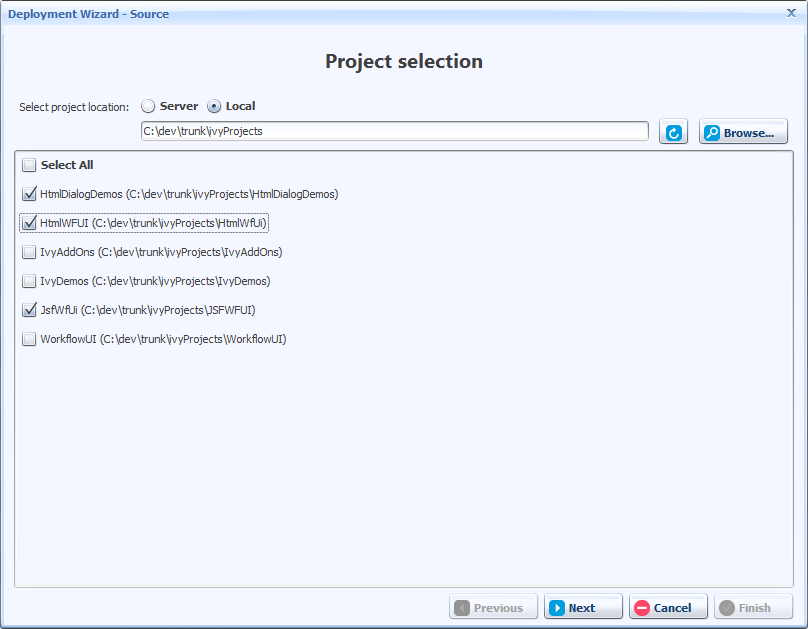 Deployment Wizard - Source
Project selection
Select project location: Server Local
C:\dev\trunk\ivyProjects Browse...
Select All
HtmlDialogDemos (C:\dev\trunk\ivyProjects\HtmlDialogDemos)
HtmlWFUI (C:\dev\trunk\ivyProjects\HtmlWfUi)
IvyAddOns (C:\dev\trunk\ivyProjects\IvyAddOns)
IvyDemos (C:\dev\trunk\ivyProjects\IvyDemos)
JsfWfUi (C:\dev\trunk\ivyProjects\JSFWFUI)
WorkflowUI (C:\dev\trunk\ivyProjects\WorkflowUI)
Previous Next Cancel Finish